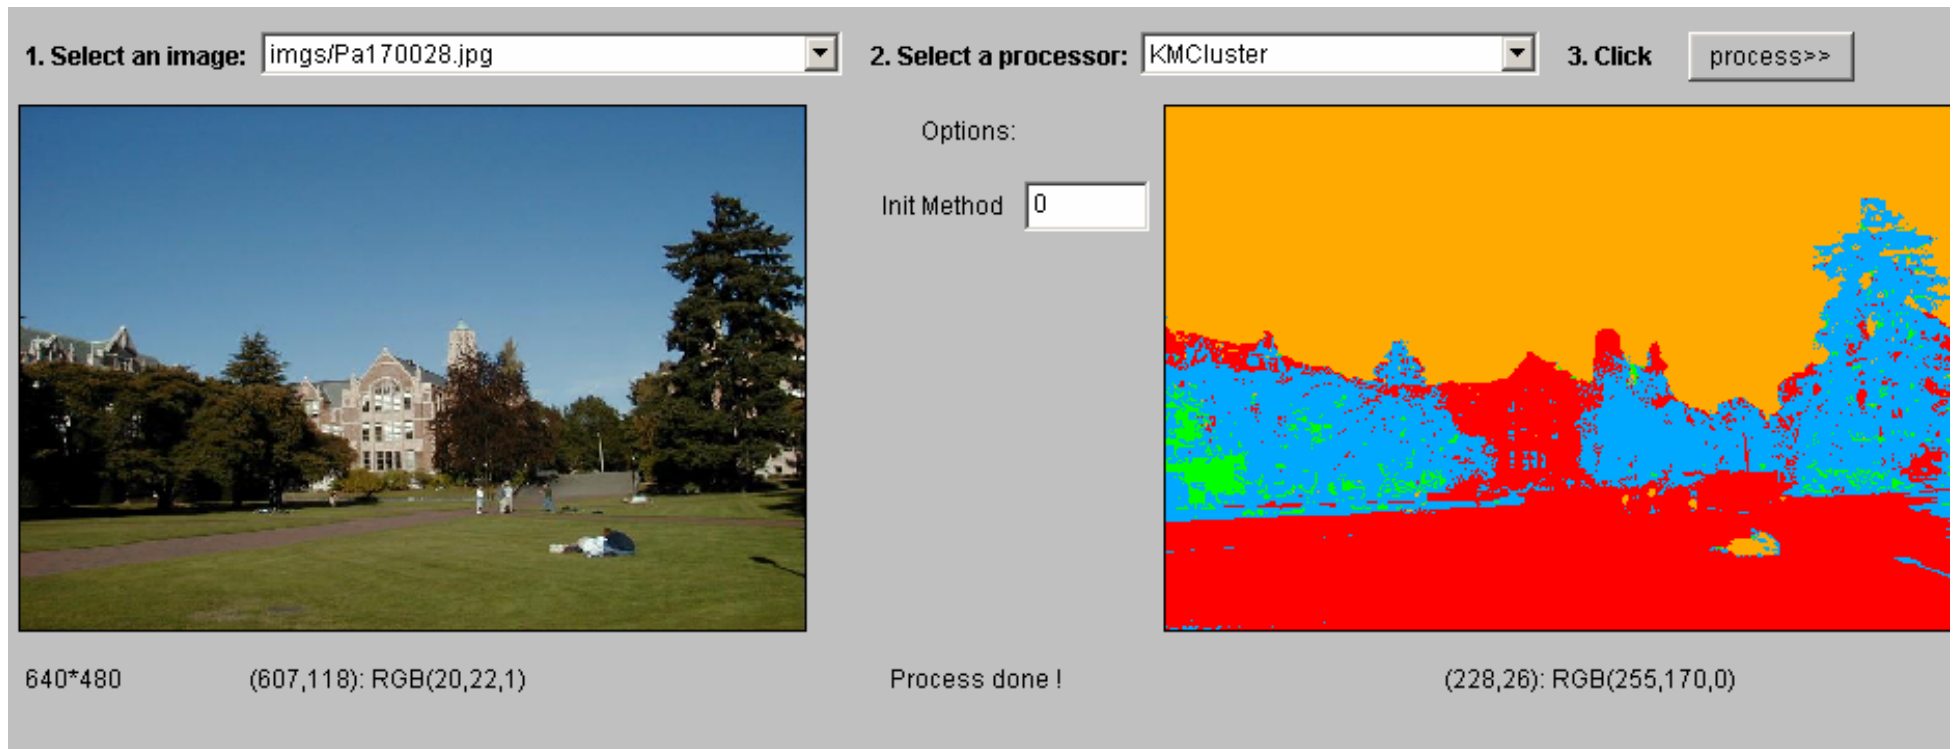 1. Select an image: imgs/Pa170028.jpg 2. Select a processor: KMCluster 3. Click process>>
Options:
Init Method 0
640*480 (607,118): RGB(20,22,1) Process done ! (228,26): RGB(255,170,0)